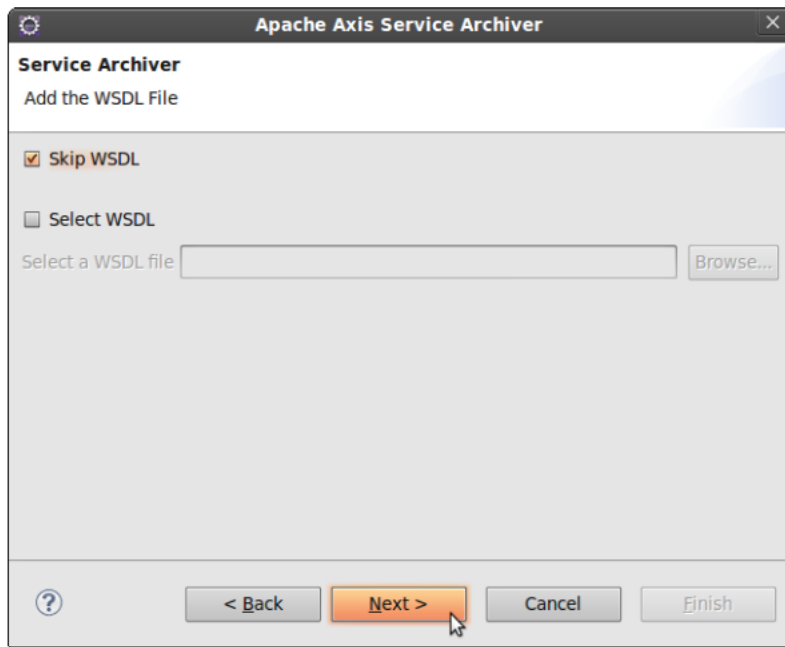 Apache Axis Service Archiver
Service Archiver
Add the WSDL File
Skip WSDL
Select WSDL
Select a WSDL file Browse...
? < Back Next > Cancel Finish